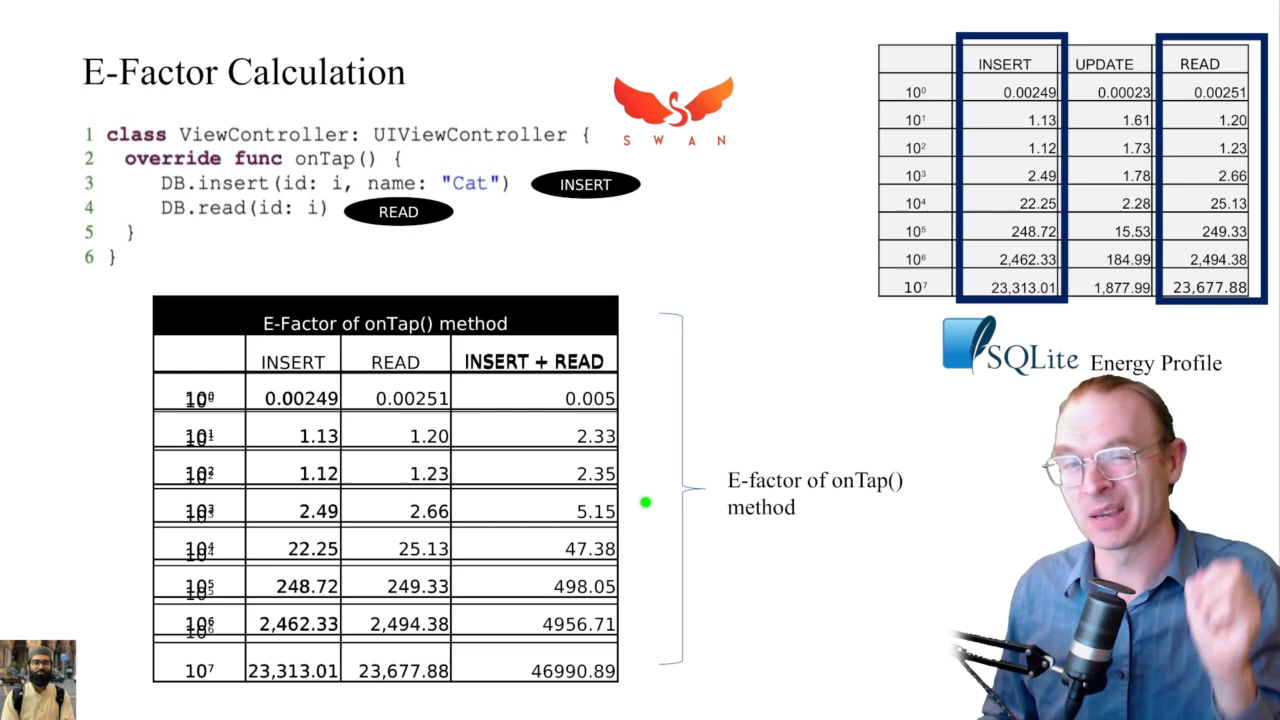 E-Factor Calculation
1 class ViewController: UIViewController {
2 override func onTap() {
3 DB.insert(id: i, name: "Cat")
INSERT
4 DB.read(id: i)
READ
5 }
6 }
SWAN
INSERT UPDATE READ
10⁰ 0.00249 0.00023 0.00251
10¹ 1.13 1.61 1.20
10² 1.12 1.73 1.23
10³ 2.49 1.78 2.66
10⁴ 22.25 2.28 25.13
10⁵ 248.72 15.53 249.33
10⁶ 2,462.33 184.99 2,494.38
10⁷ 23,313.01 1,877.99 23,677.88
SQLite Energy Profile
E-Factor of onTap() method
INSERT READ INSERT + READ
10⁰ 0.00249 0.00251 0.005
10¹ 1.13 1.20 2.33
10² 1.12 1.23 2.35
10³ 2.49 2.66 5.15
10⁴ 22.25 25.13 47.38
10⁵ 248.72 249.33 498.05
10⁶ 2,462.33 2,494.38 4956.71
10⁷ 23,313.01 23,677.88 46990.89
E-factor of onTap()
method